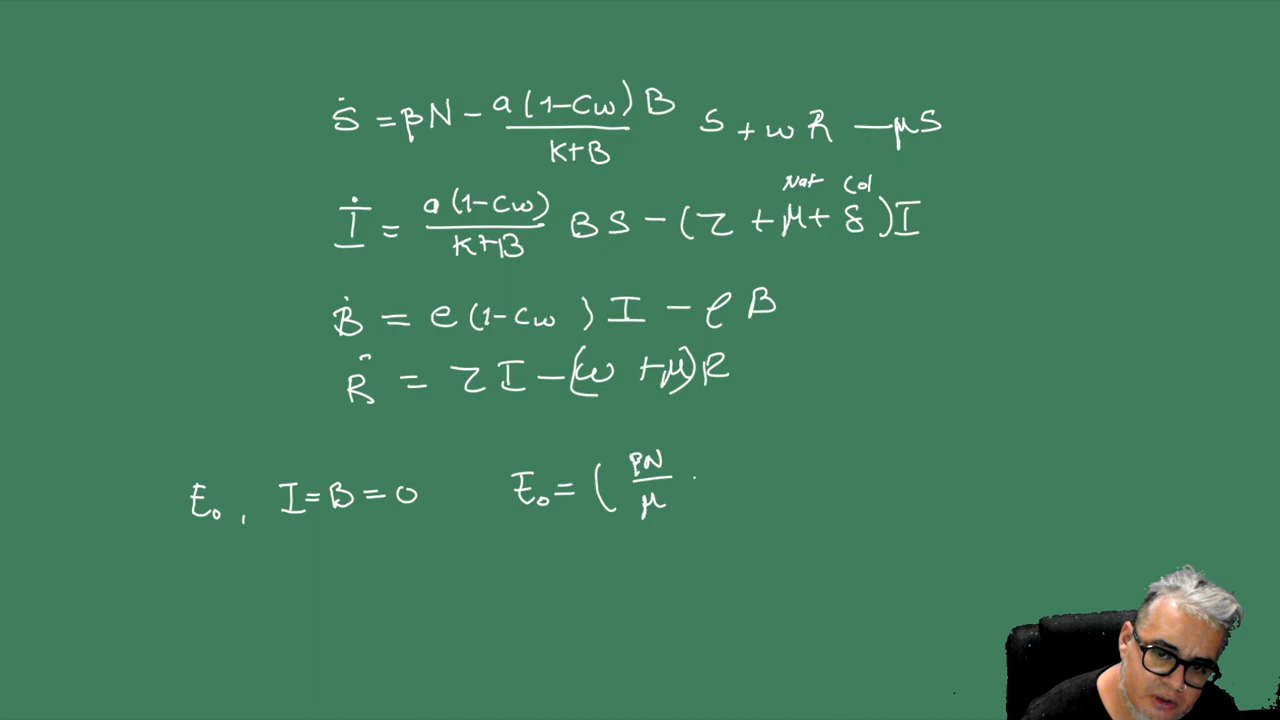 Ṡ = βN - a(1-Cω)B/(K+B) S + ωR - μS
Nat Col
İ = a(1-Cω)/(K+B) BS - (τ + μ + δ)I
Ḃ = e(1-Cω)I - ρB
Ṙ = τI - (ω + μ)R
E₀, I=B=0 E₀ = ( βN/μ